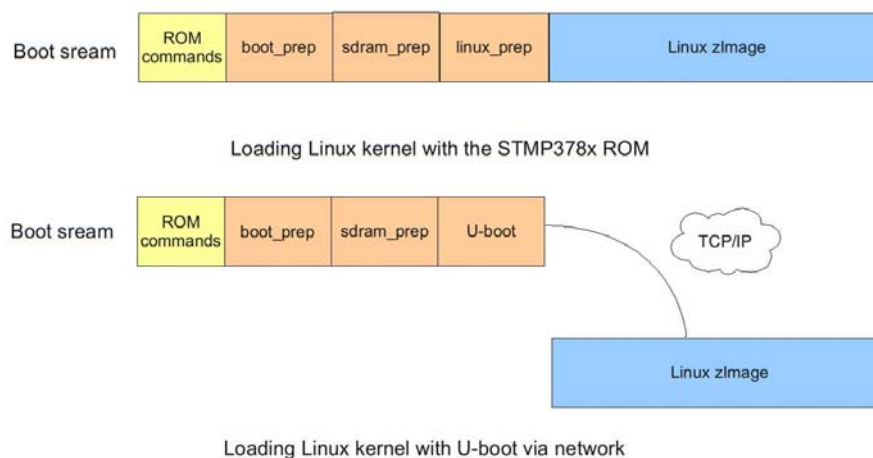 Boot sream
ROM
commands
boot_prep
sdram_prep
linux_prep
Linux zImage
Loading Linux kernel with the STMP378x ROM
Boot sream
ROM
commands
boot_prep
sdram_prep
U-boot
TCP/IP
Linux zImage
Loading Linux kernel with U-boot via network